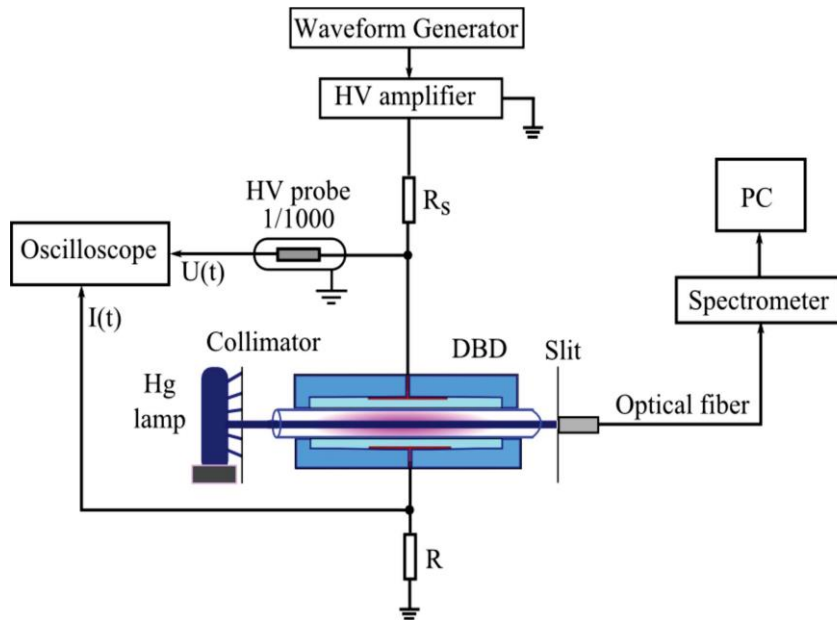 Waveform Generator
HV amplifier
HV probe
1/1000
R_S
PC
Oscilloscope
U(t)
I(t)
Spectrometer
Collimator
DBD
Slit
Hg
lamp
Optical fiber
R